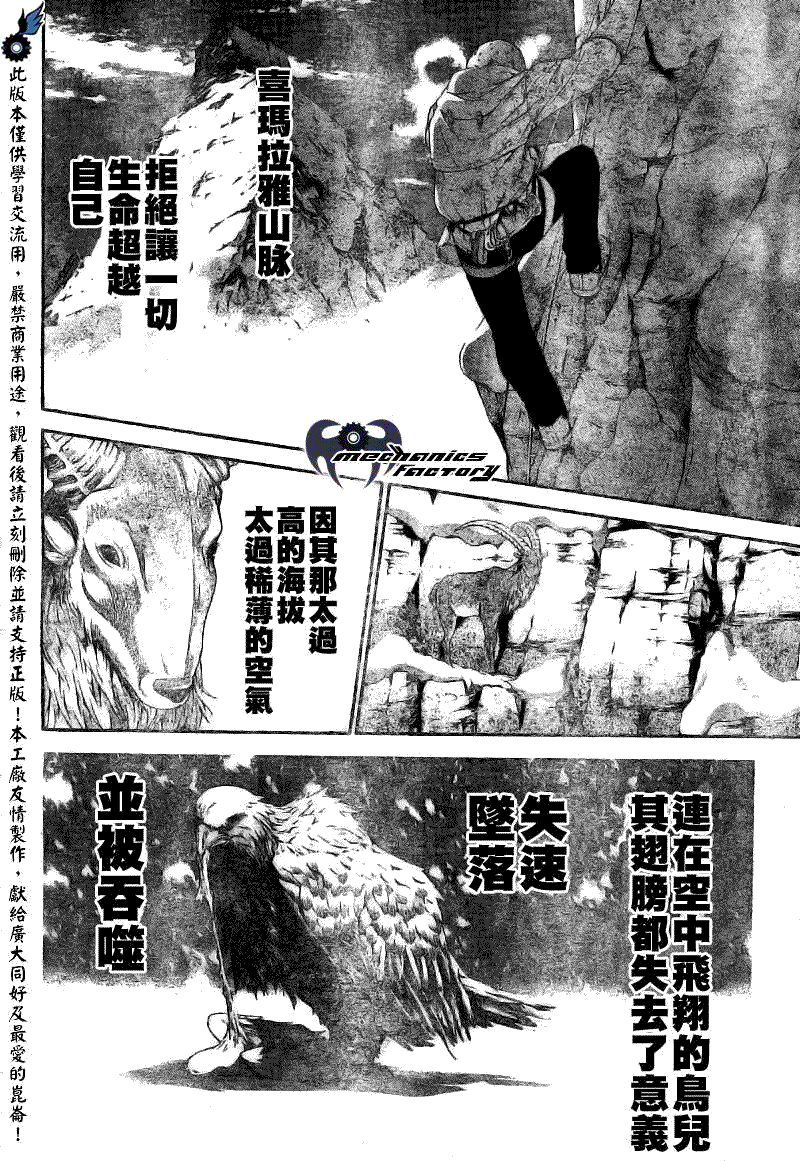 喜瑪拉雅山脉
拒絕讓一切
生命超越
自己
因其那太過
高的海拔
太過稀薄的空氣
連在空中飛翔的鳥兒
其翅膀都失去了意義
失速
墜落
並被吞噬
mechanics
factory
此版本僅供學習交流用，嚴禁商業用途，觀看後請立刻刪除並請支持正版！本工廠友情製作，獻給廣大同好及最愛的崑崙！